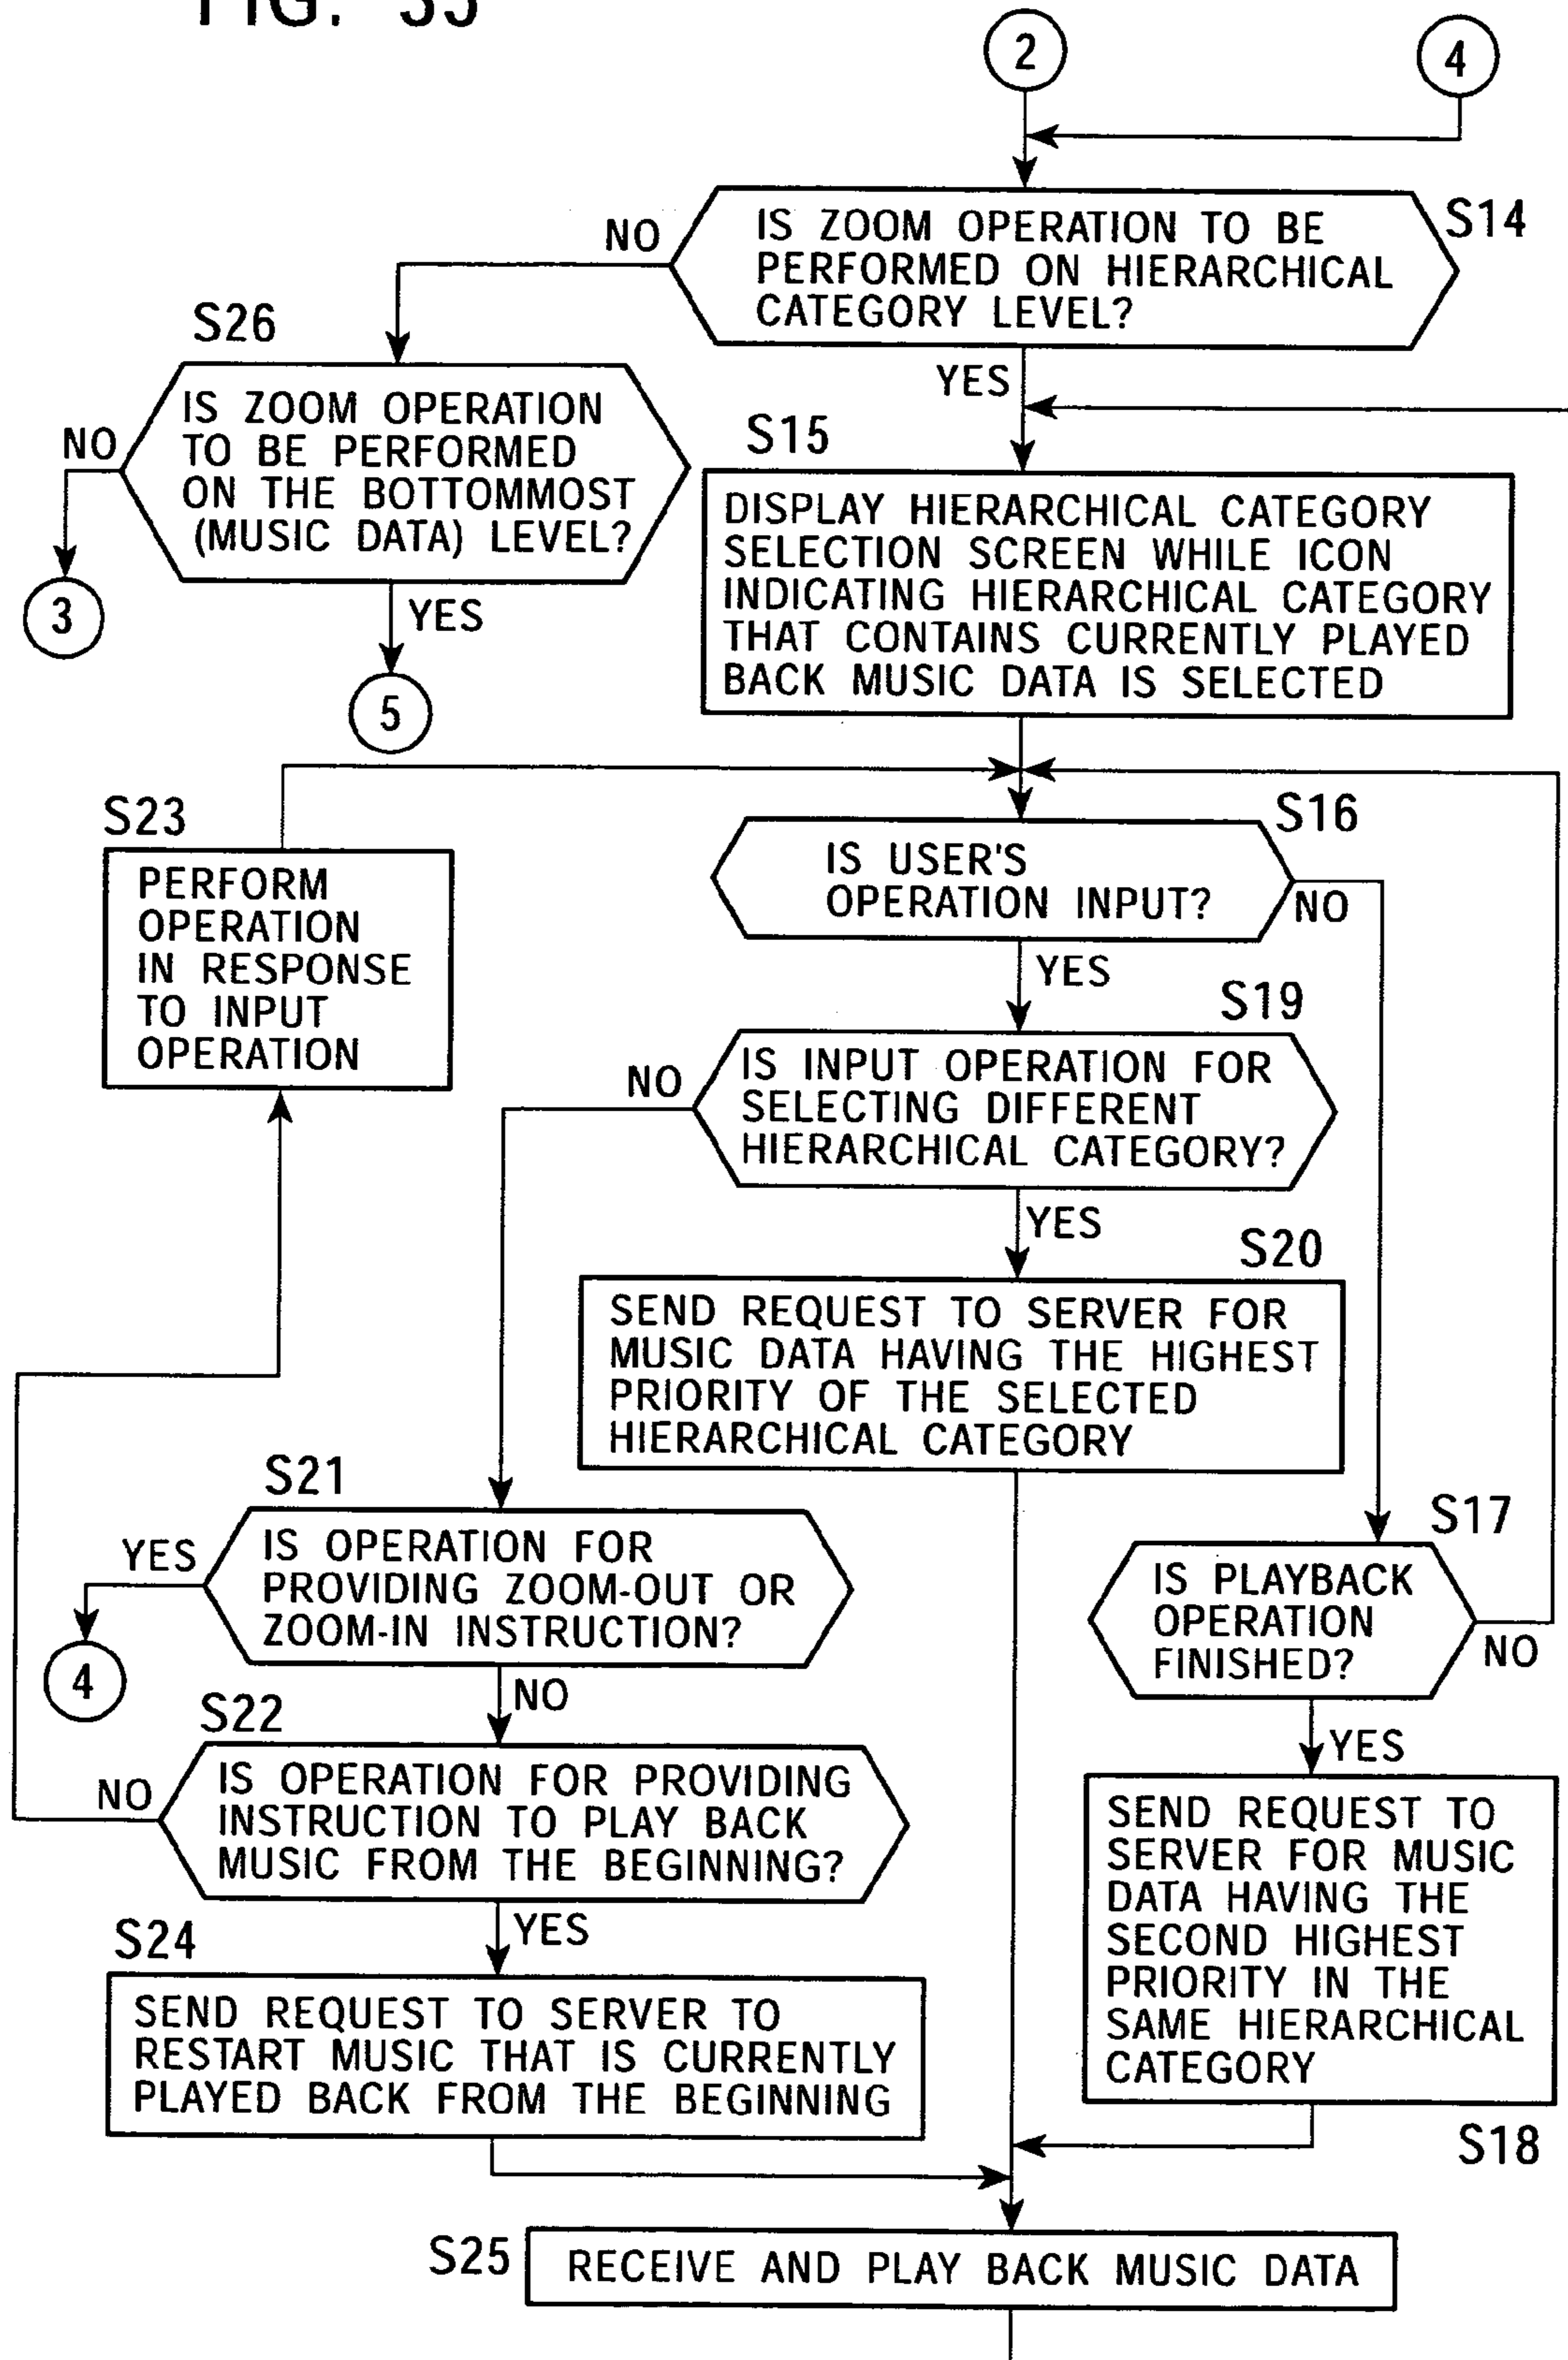 FIG. 33
2
4
IS ZOOM OPERATION TO BE
PERFORMED ON HIERARCHICAL
CATEGORY LEVEL?
S14
NO
YES
S26
IS ZOOM OPERATION
TO BE PERFORMED
ON THE BOTTOMMOST
(MUSIC DATA) LEVEL?
NO
3
YES
5
S15
DISPLAY HIERARCHICAL CATEGORY
SELECTION SCREEN WHILE ICON
INDICATING HIERARCHICAL CATEGORY
THAT CONTAINS CURRENTLY PLAYED
BACK MUSIC DATA IS SELECTED
S23
PERFORM
OPERATION
IN RESPONSE
TO INPUT
OPERATION
S16
IS USER'S
OPERATION INPUT?
NO
YES
S19
IS INPUT OPERATION FOR
SELECTING DIFFERENT
HIERARCHICAL CATEGORY?
NO
YES
S20
SEND REQUEST TO SERVER FOR
MUSIC DATA HAVING THE HIGHEST
PRIORITY OF THE SELECTED
HIERARCHICAL CATEGORY
S21
IS OPERATION FOR
PROVIDING ZOOM-OUT OR
ZOOM-IN INSTRUCTION?
YES
4
NO
S17
IS PLAYBACK
OPERATION
FINISHED?
NO
YES
S22
IS OPERATION FOR PROVIDING
INSTRUCTION TO PLAY BACK
MUSIC FROM THE BEGINNING?
NO
YES
SEND REQUEST TO
SERVER FOR MUSIC
DATA HAVING THE
SECOND HIGHEST
PRIORITY IN THE
SAME HIERARCHICAL
CATEGORY
S18
S24
SEND REQUEST TO SERVER TO
RESTART MUSIC THAT IS CURRENTLY
PLAYED BACK FROM THE BEGINNING
S25
RECEIVE AND PLAY BACK MUSIC DATA